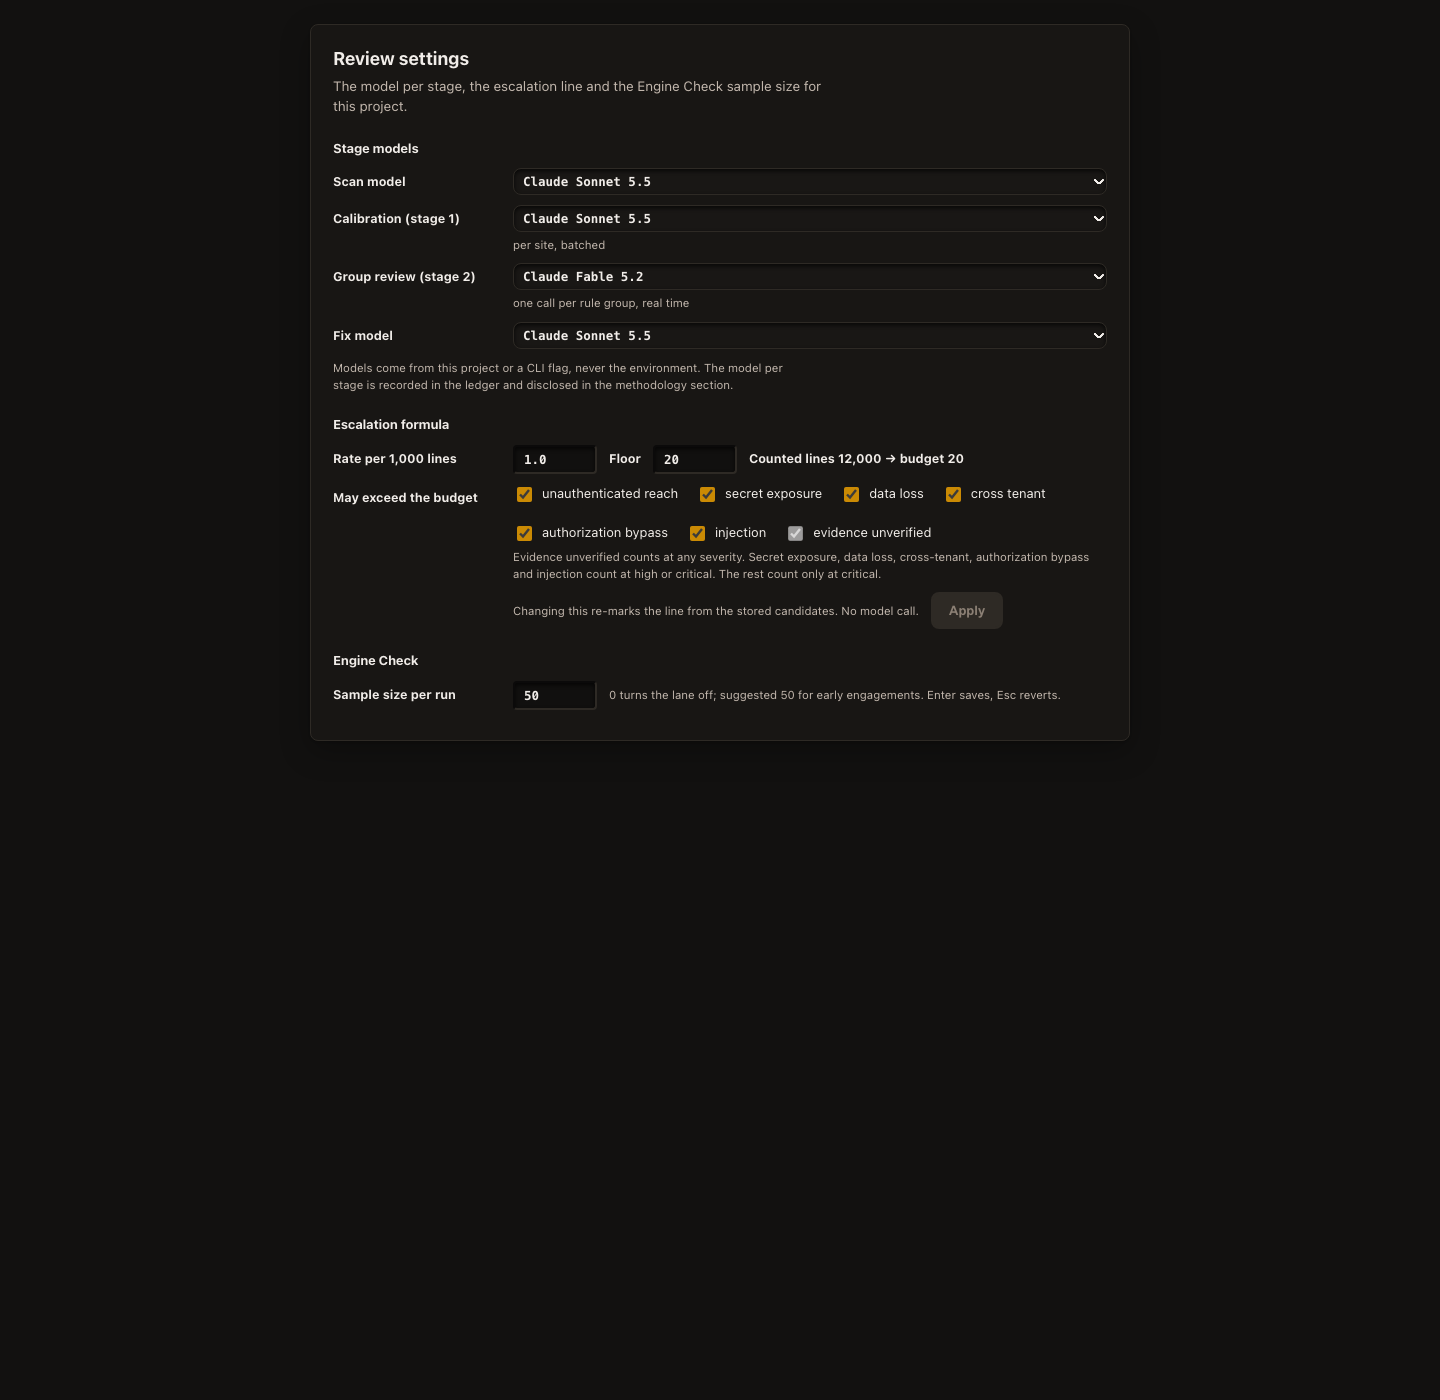 Review settings
The model per stage, the escalation line and the Engine Check sample size for
this project.
Stage models
Scan model
Claude Sonnet 5.5
Calibration (stage 1)
Claude Sonnet 5.5
per site, batched
Group review (stage 2)
Claude Fable 5.2
one call per rule group, real time
Fix model
Claude Sonnet 5.5
Models come from this project or a CLI flag, never the environment. The model per
stage is recorded in the ledger and disclosed in the methodology section.
Escalation formula
Rate per 1,000 lines 1.0 Floor 20 Counted lines 12,000 → budget 20
May exceed the budget unauthenticated reach secret exposure data loss cross tenant
authorization bypass injection evidence unverified
Evidence unverified counts at any severity. Secret exposure, data loss, cross-tenant, authorization bypass
and injection count at high or critical. The rest count only at critical.
Changing this re-marks the line from the stored candidates. No model call. Apply
Engine Check
Sample size per run 50 0 turns the lane off; suggested 50 for early engagements. Enter saves, Esc reverts.